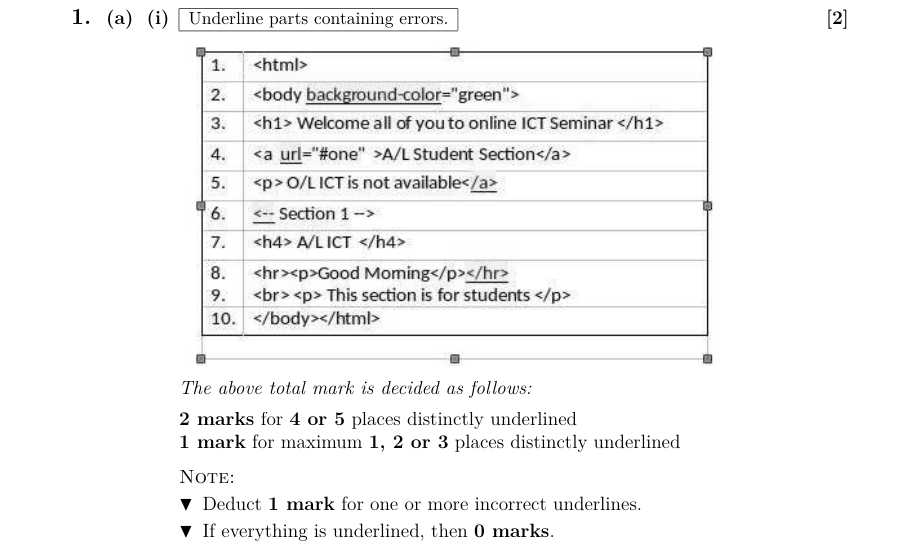 1. (a) (i) Underline parts containing errors. [2]
1. <html>
2. <body background-color="green">
3. <h1> Welcome all of you to online ICT Seminar </h1>
4. <a url="#one" >A/L Student Section</a>
5. <p> O/L ICT is not available</a>
6. <-- Section 1 -->
7. <h4> A/L ICT </h4>
8. <hr><p>Good Morning</p></hr>
9. <br> <p> This section is for students </p>
10. </body></html>
The above total mark is decided as follows:
2 marks for 4 or 5 places distinctly underlined
1 mark for maximum 1, 2 or 3 places distinctly underlined
NOTE:
▼ Deduct 1 mark for one or more incorrect underlines.
▼ If everything is underlined, then 0 marks.